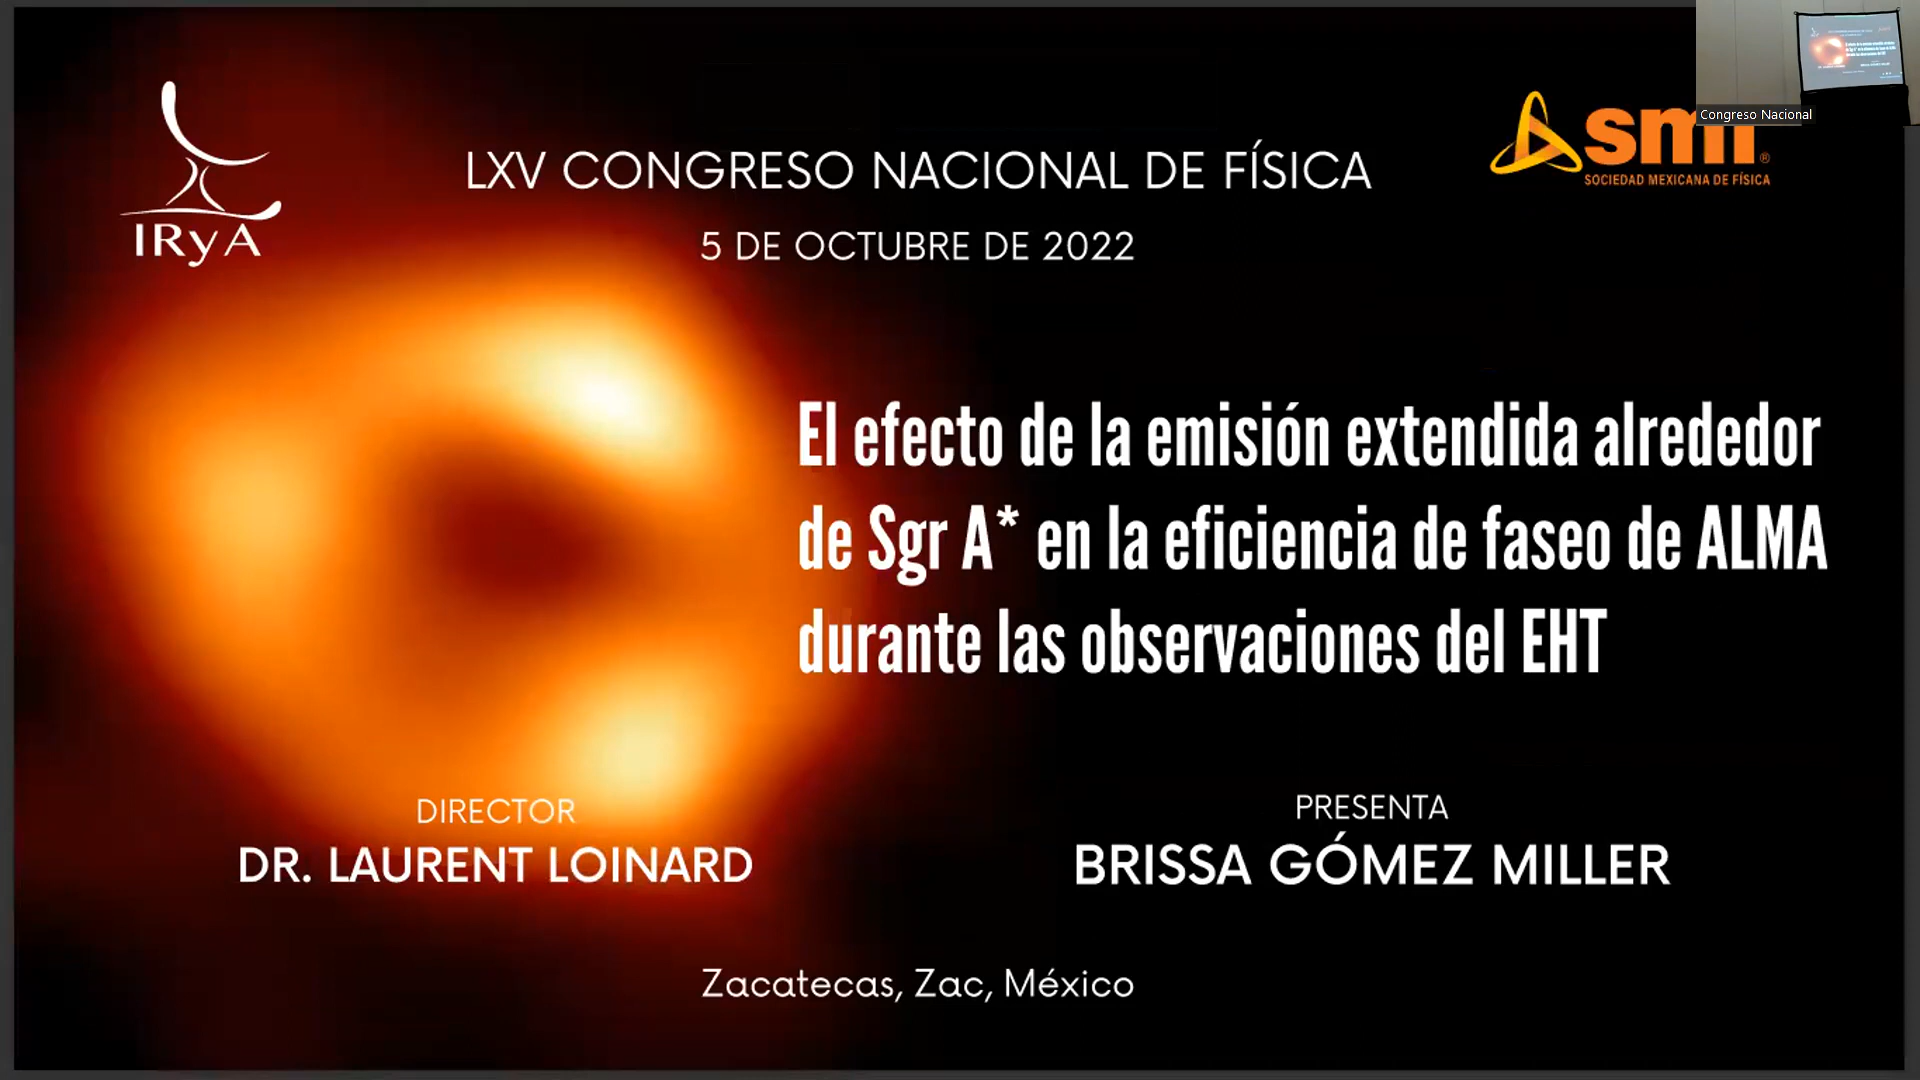 Congreso Nacional
IRyA
LXV CONGRESO NACIONAL DE FÍSICA
5 DE OCTUBRE DE 2022
SOCIEDAD MEXICANA DE FÍSICA
El efecto de la emisión extendida alrededor
de Sgr A* en la eficiencia de faseo de ALMA
durante las observaciones del EHT
DIRECTOR
DR. LAURENT LOINARD
PRESENTA
BRISSA GÓMEZ MILLER
Zacatecas, Zac, México